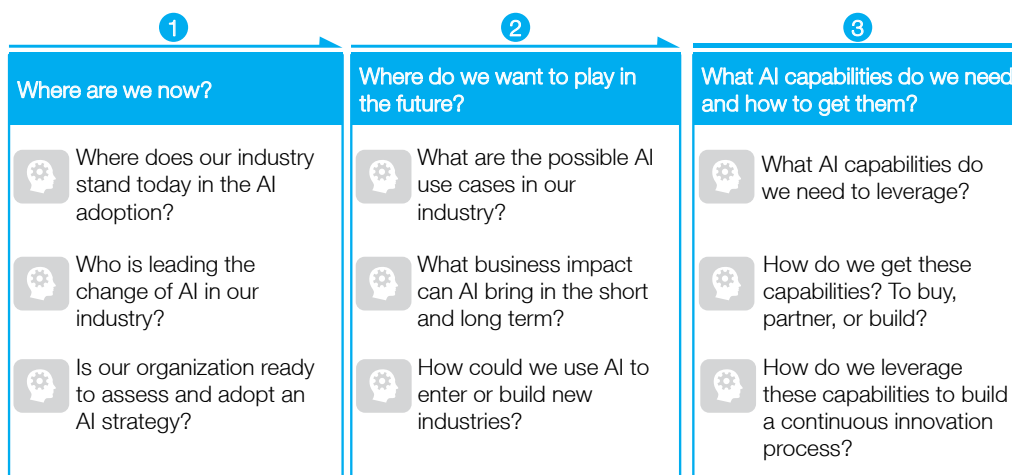 1
Where are we now?
Where does our industry
stand today in the AI
adoption?
Who is leading the
change of AI in our
industry?
Is our organization ready
to assess and adopt an
AI strategy?
2
Where do we want to play in
the future?
What are the possible AI
use cases in our
industry?
What business impact
can AI bring in the short
and long term?
How could we use AI to
enter or build new
industries?
3
What AI capabilities do we need
and how to get them?
What AI capabilities do
we need to leverage?
How do we get these
capabilities? To buy,
partner, or build?
How do we leverage
these capabilities to build
a continuous innovation
process?